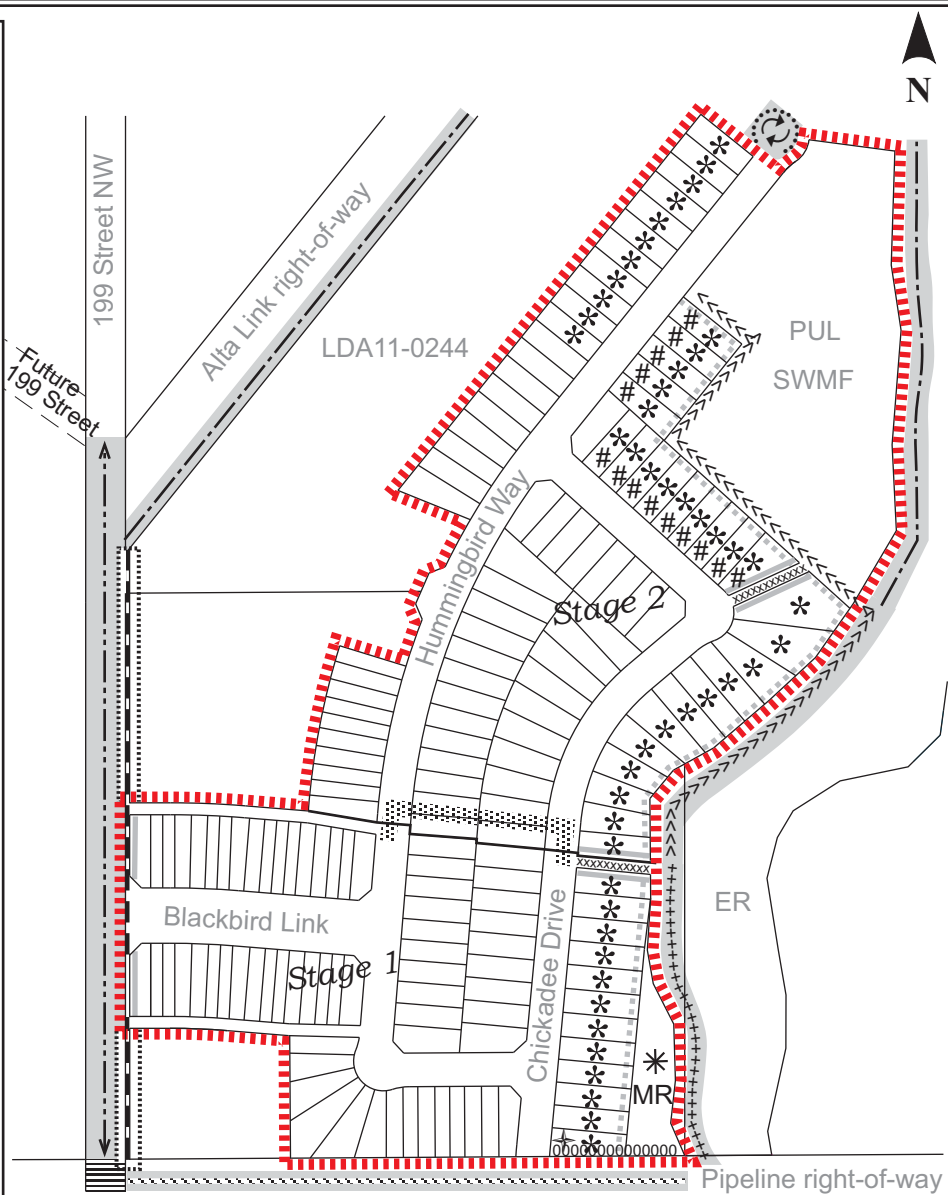 N
199 Street NW
Alta Link right-of-way
LDA11-0244
PUL
SWMF
Future
199 Street
Hummingbird Way
Stage 2
Blackbird Link
Stage 1
Chickadee Drive
ER
MR
Pipeline right-of-way